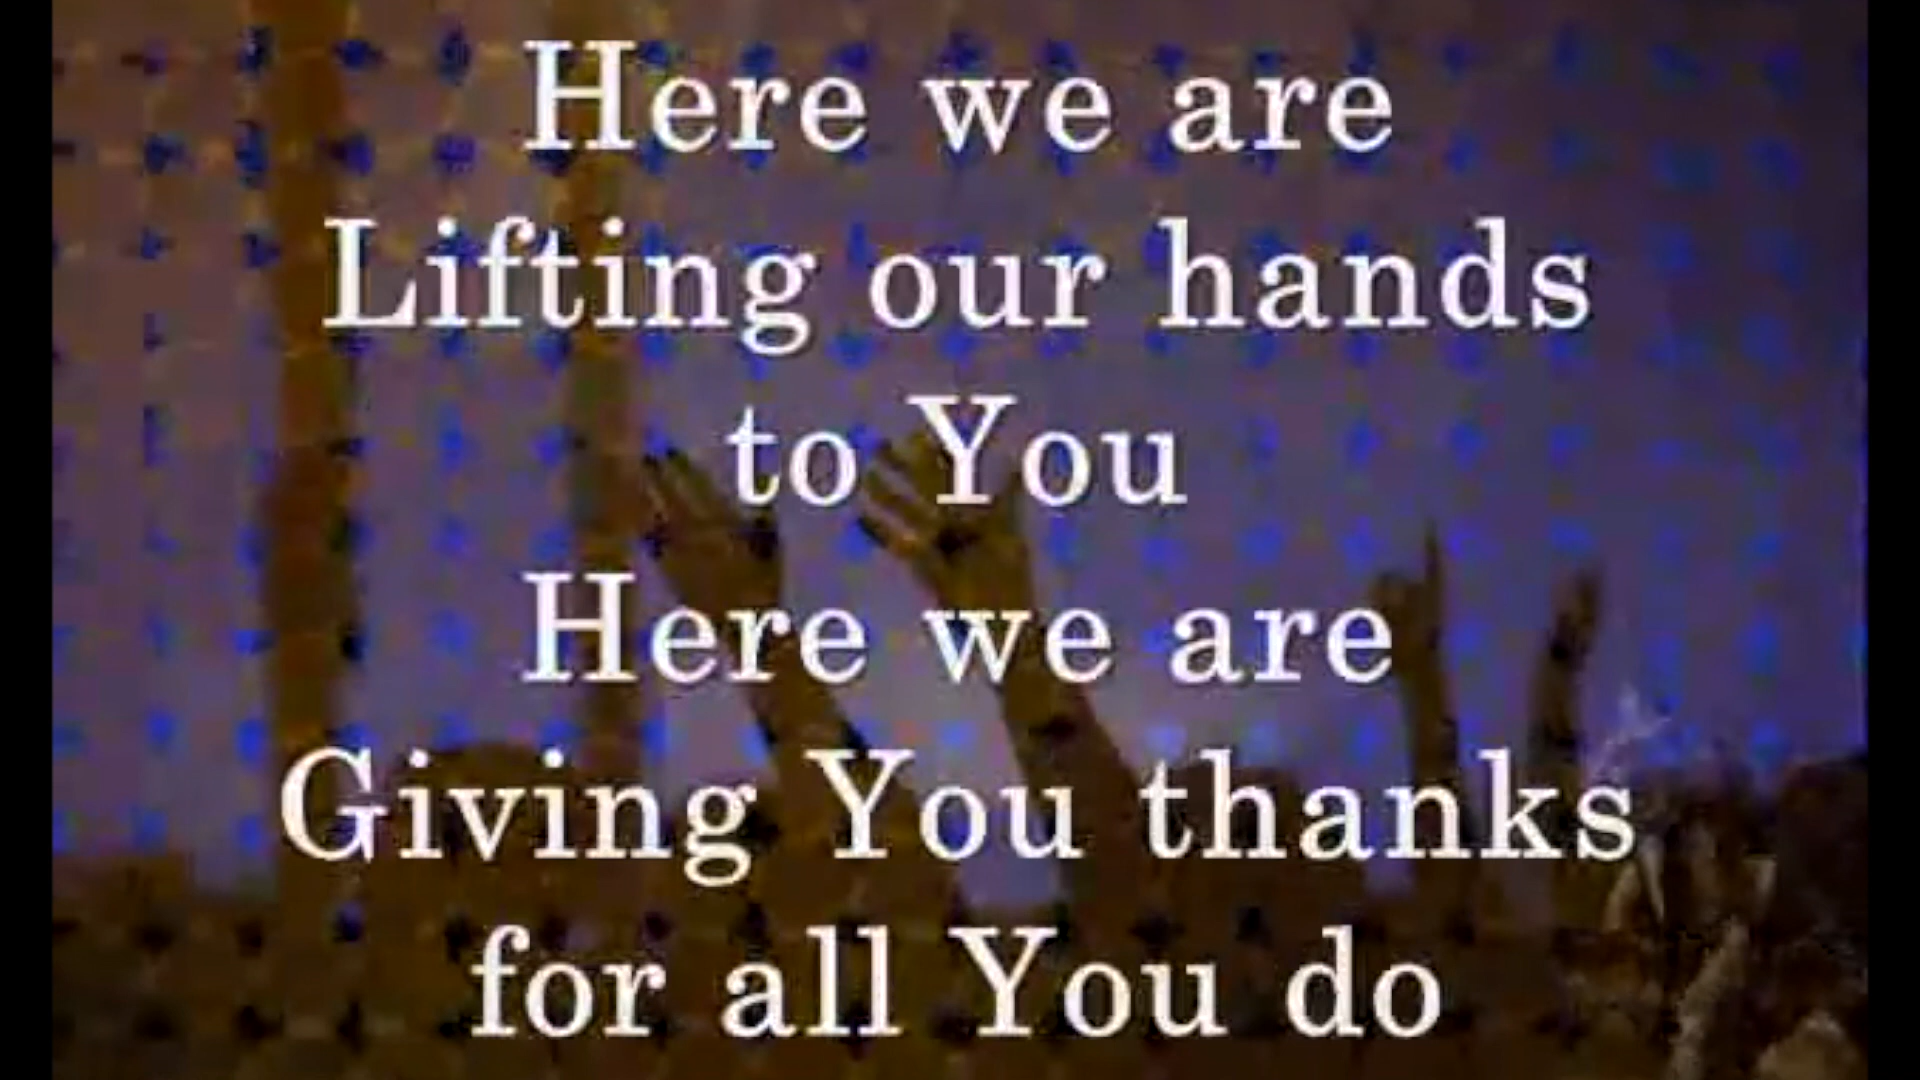 Here we are
Lifting our hands
to You
Here we are
Giving You thanks
for all You do